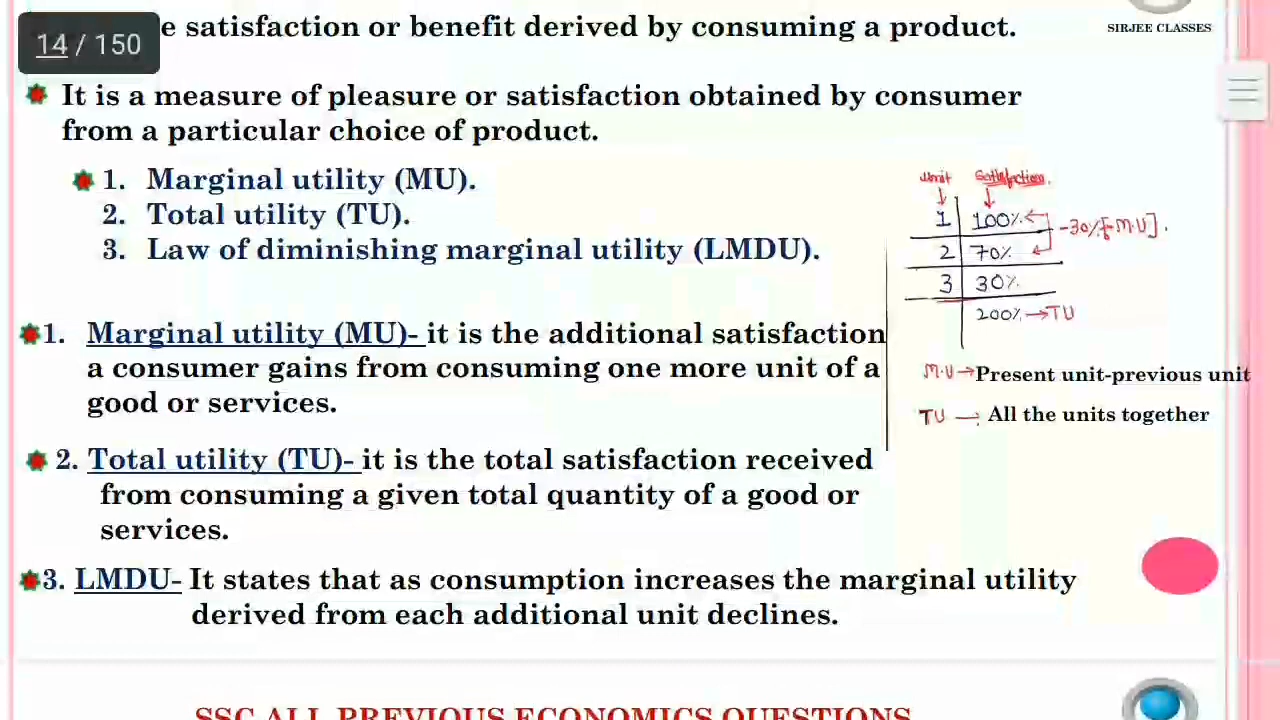 14 / 150
e satisfaction or benefit derived by consuming a product.
SIRJEE CLASSES
It is a measure of pleasure or satisfaction obtained by consumer
from a particular choice of product.
1. Marginal utility (MU).
2. Total utility (TU).
3. Law of diminishing marginal utility (LMDU).
Unit Satisfaction.
1 100%
-30%[-M.U].
2 70%
3 30%
200% → TU
1. Marginal utility (MU)- it is the additional satisfaction
a consumer gains from consuming one more unit of a
good or services.
M.U → Present unit-previous unit
TU → All the units together
2. Total utility (TU)- it is the total satisfaction received
from consuming a given total quantity of a good or
services.
3. LMDU- It states that as consumption increases the marginal utility
derived from each additional unit declines.
SSC ALL PREVIOUS ECONOMICS QUESTIONS